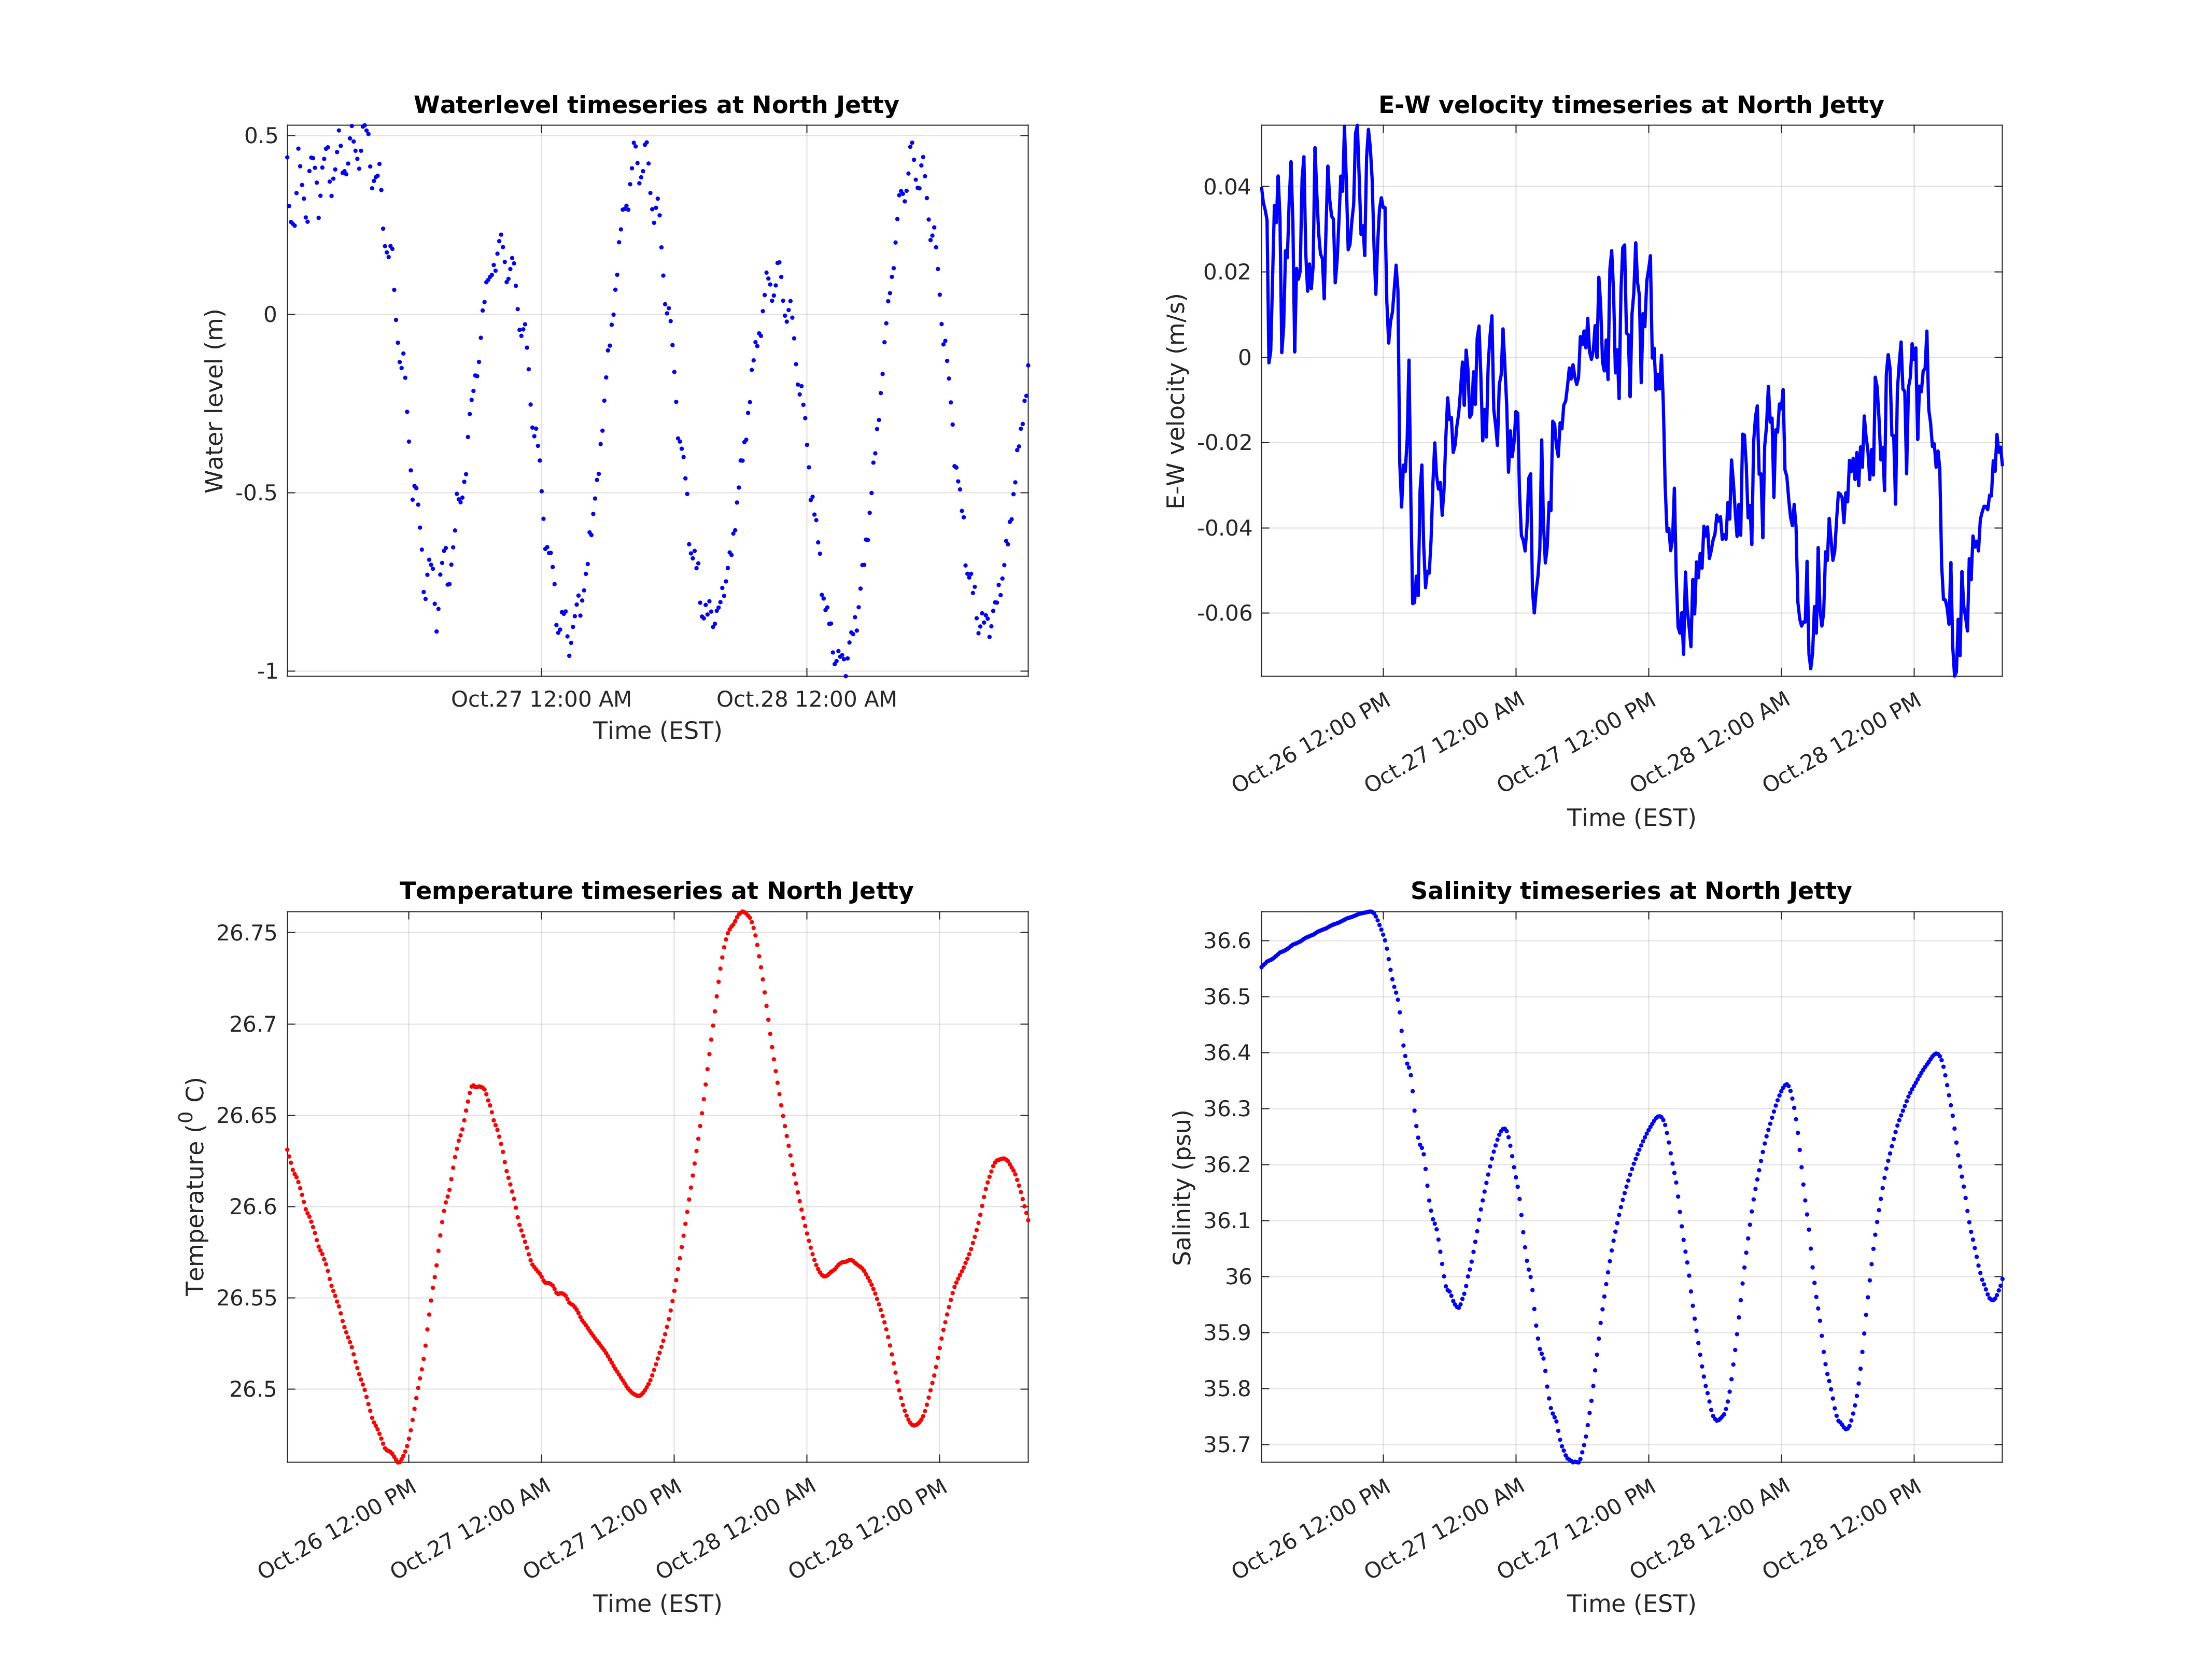 Waterlevel timeseries at North Jetty
0.5
0
-0.5
-1
Water level (m)
Oct.27 12:00 AM
Oct.28 12:00 AM
Time (EST)
E-W velocity timeseries at North Jetty
0.04
0.02
0
-0.02
-0.04
-0.06
E-W velocity (m/s)
Oct.26 12:00 PM
Oct.27 12:00 AM
Oct.27 12:00 PM
Oct.28 12:00 AM
Oct.28 12:00 PM
Time (EST)
Temperature timeseries at North Jetty
26.75
26.7
26.65
26.6
26.55
26.5
Temperature (⁰ C)
Oct.26 12:00 PM
Oct.27 12:00 AM
Oct.27 12:00 PM
Oct.28 12:00 AM
Oct.28 12:00 PM
Time (EST)
Salinity timeseries at North Jetty
36.6
36.5
36.4
36.3
36.2
36.1
36
35.9
35.8
35.7
Salinity (psu)
Oct.26 12:00 PM
Oct.27 12:00 AM
Oct.27 12:00 PM
Oct.28 12:00 AM
Oct.28 12:00 PM
Time (EST)